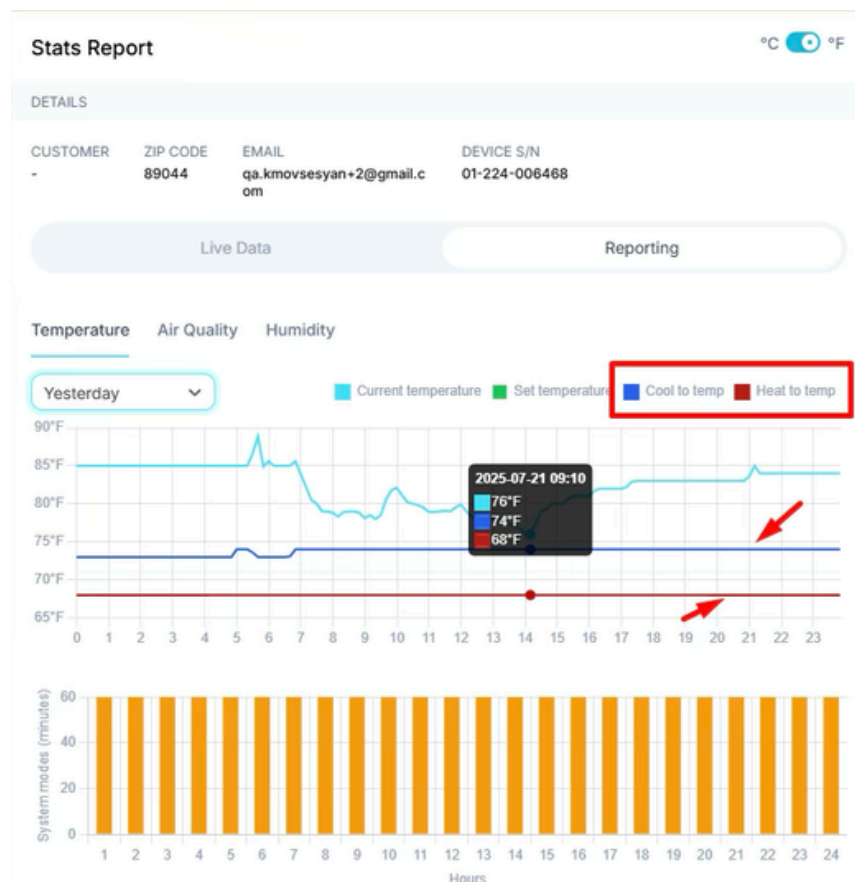 Stats Report
°C °F
DETAILS
CUSTOMER ZIP CODE EMAIL DEVICE S/N
- 89044 qa.kmovsesyan+2@gmail.c 01-224-006468
om
Live Data Reporting
Temperature Air Quality Humidity
Yesterday
Current temperature Set temperature Cool to temp Heat to temp
90°F
85°F
80°F
75°F
70°F
65°F
2025-07-21 09:10
76°F
74°F
68°F
0 1 2 3 4 5 6 7 8 9 10 11 12 13 14 15 16 17 18 19 20 21 22 23
System modes (minutes)
60
40
20
0
1 2 3 4 5 6 7 8 9 10 11 12 13 14 15 16 17 18 19 20 21 22 23 24
Hours